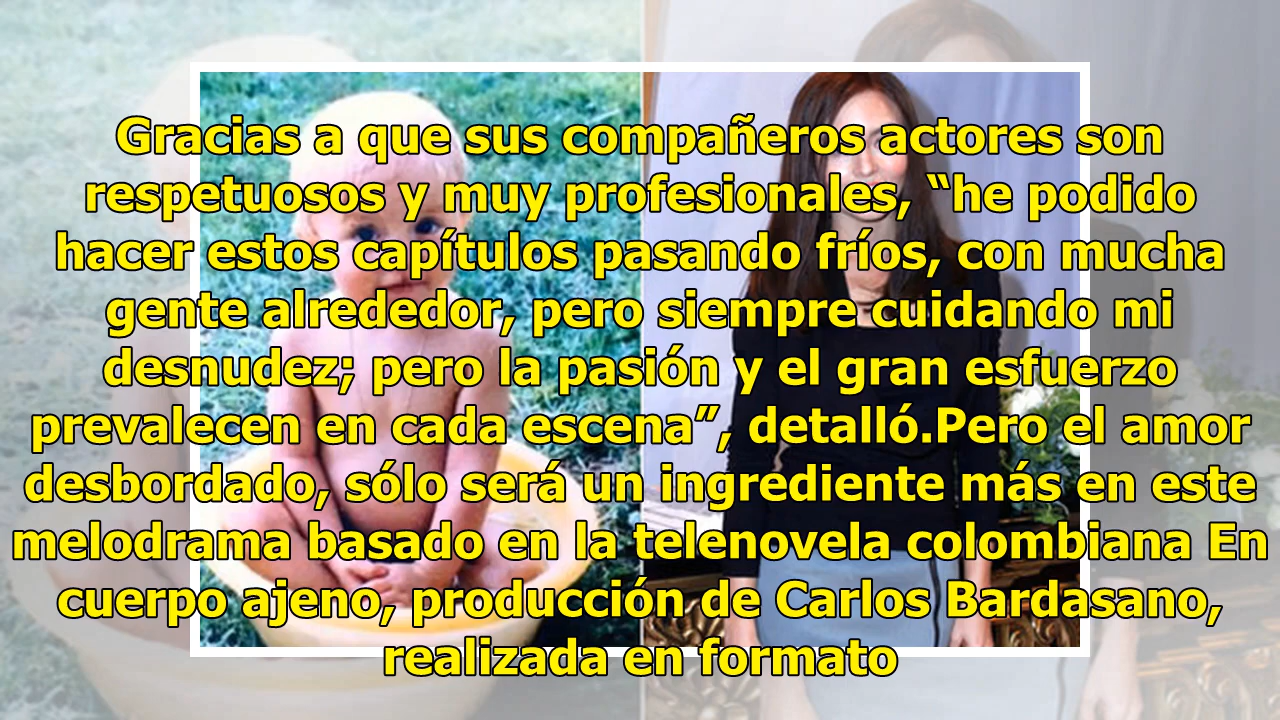 Gracias a que sus compañeros actores son
respetuosos y muy profesionales, “he podido
hacer estos capítulos pasando fríos, con mucha
gente alrededor, pero siempre cuidando mi
desnudez; pero la pasión y el gran esfuerzo
prevalecen en cada escena”, detalló.Pero el amor
desbordado, sólo será un ingrediente más en este
melodrama basado en la telenovela colombiana En
cuerpo ajeno, producción de Carlos Bardasano,
realizada en formato